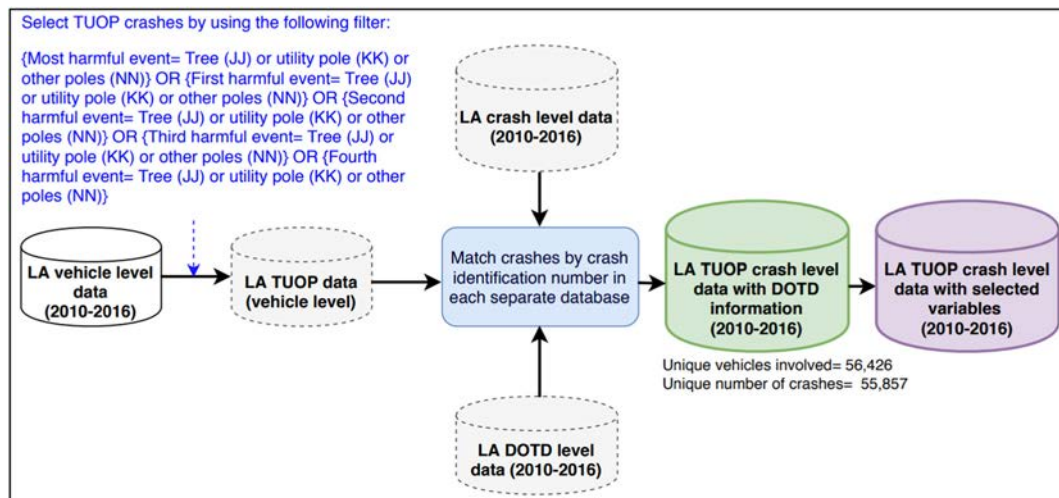 Select TUOP crashes by using the following filter:
{Most harmful event= Tree (JJ) or utility pole (KK) or
other poles (NN)} OR {First harmful event= Tree (JJ)
or utility pole (KK) or other poles (NN)} OR {Second
harmful event= Tree (JJ) or utility pole (KK) or other
poles (NN)} OR {Third harmful event= Tree (JJ) or
utility pole (KK) or other poles (NN)} OR {Fourth
harmful event= Tree (JJ) or utility pole (KK) or other
poles (NN)}
LA crash level data
(2010-2016)
LA vehicle level
data
(2010-2016)
LA TUOP data
(vehicle level)
Match crashes by crash
identification number in
each separate database
LA TUOP crash level
data with DOTD
information
(2010-2016)
LA TUOP crash level
data with selected
variables
(2010-2016)
Unique vehicles involved= 56,426
Unique number of crashes= 55,857
LA DOTD level
data (2010-2016)